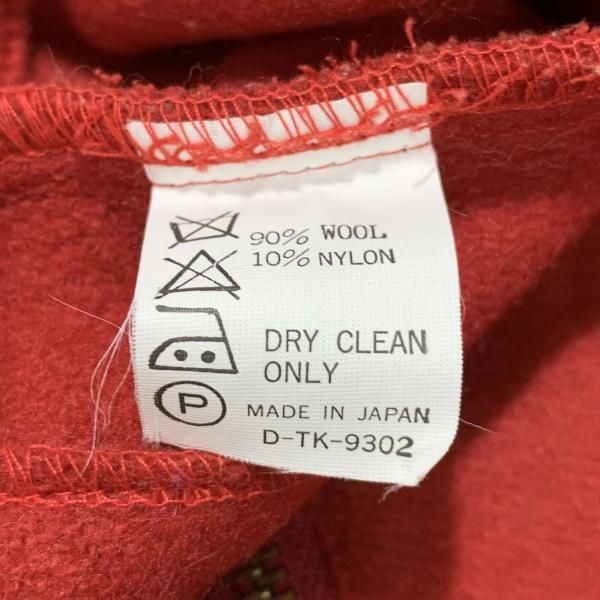 90% WOOL
10% NYLON
DRY CLEAN
ONLY
P
MADE IN JAPAN
D-TK-9302